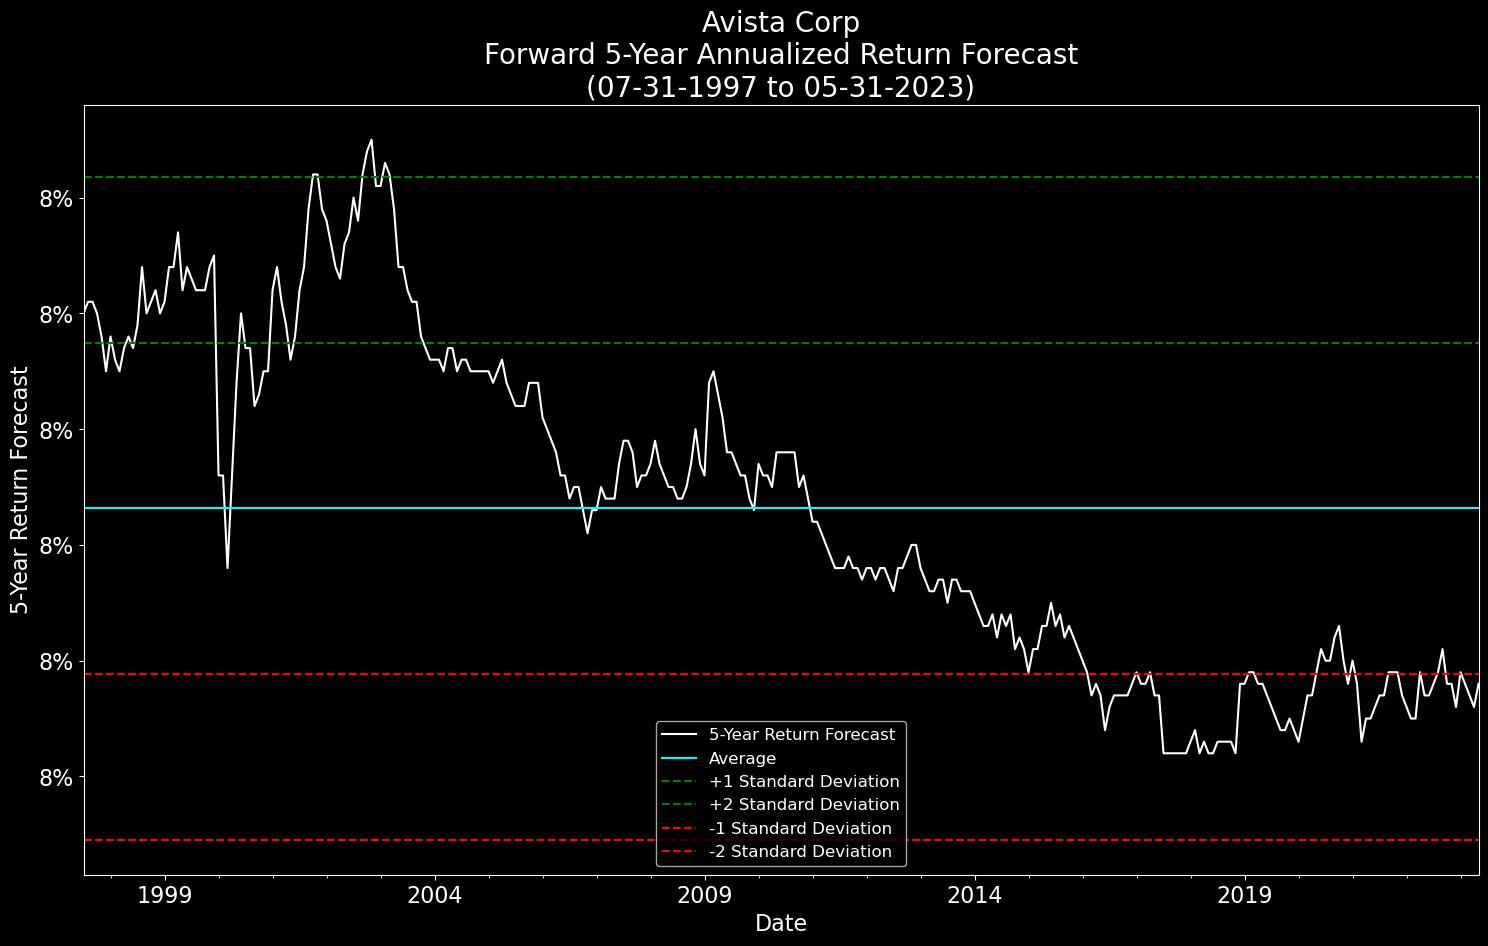 Avista Corp
Forward 5-Year Annualized Return Forecast
(07-31-1997 to 05-31-2023)
5-Year Return Forecast
8%
8%
8%
8%
8%
8%
5-Year Return Forecast
Average
+1 Standard Deviation
+2 Standard Deviation
-1 Standard Deviation
-2 Standard Deviation
1999
2004
2009
2014
2019
Date